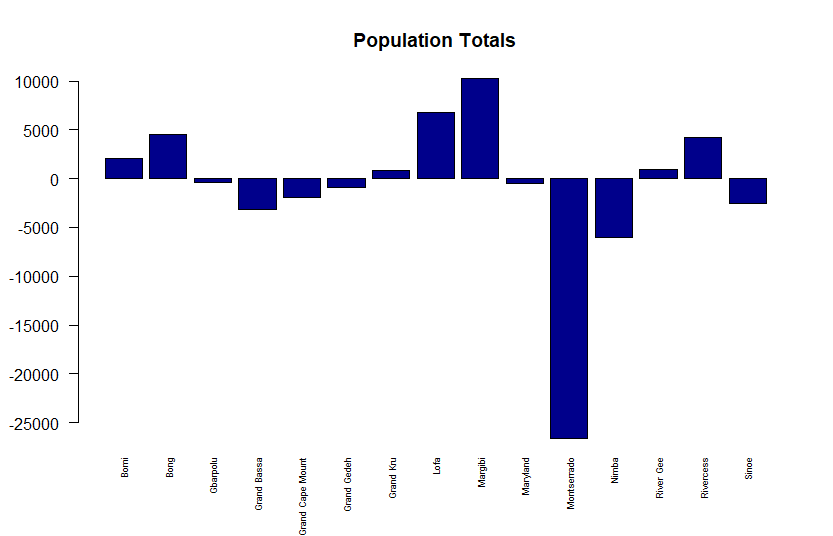 Population Totals
10000
5000
0
-5000
-10000
-15000
-20000
-25000
Bomi
Bong
Gbarpolu
Grand Bassa
Grand Cape Mount
Grand Gedeh
Grand Kru
Lofa
Margibi
Maryland
Montserrado
Nimba
River Gee
Rivercess
Sinoe